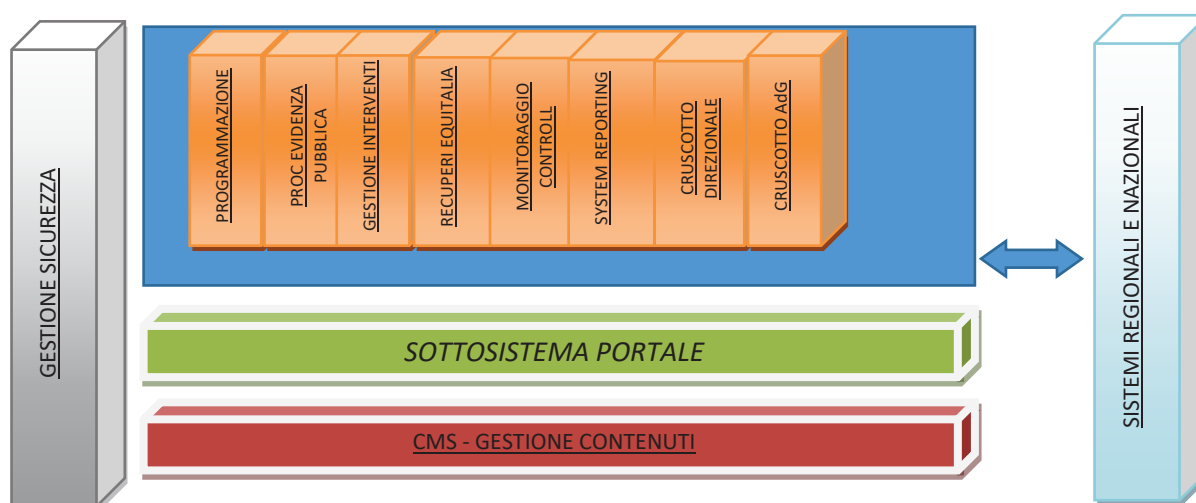 GESTIONE SICUREZZA
PROGRAMMAZIONE
PROC EVIDENZA
PUBBLICA
GESTIONE INTERVENTI
RECUPERI EQUITALIA
MONITORAGGIO
CONTROLL
SYSTEM REPORTING
CRUSCOTTO
DIREZIONALE
CRUSCOTTO AdG
SISTEMI REGIONALI E NAZIONALI
SOTTOSISTEMA PORTALE
CMS - GESTIONE CONTENUTI